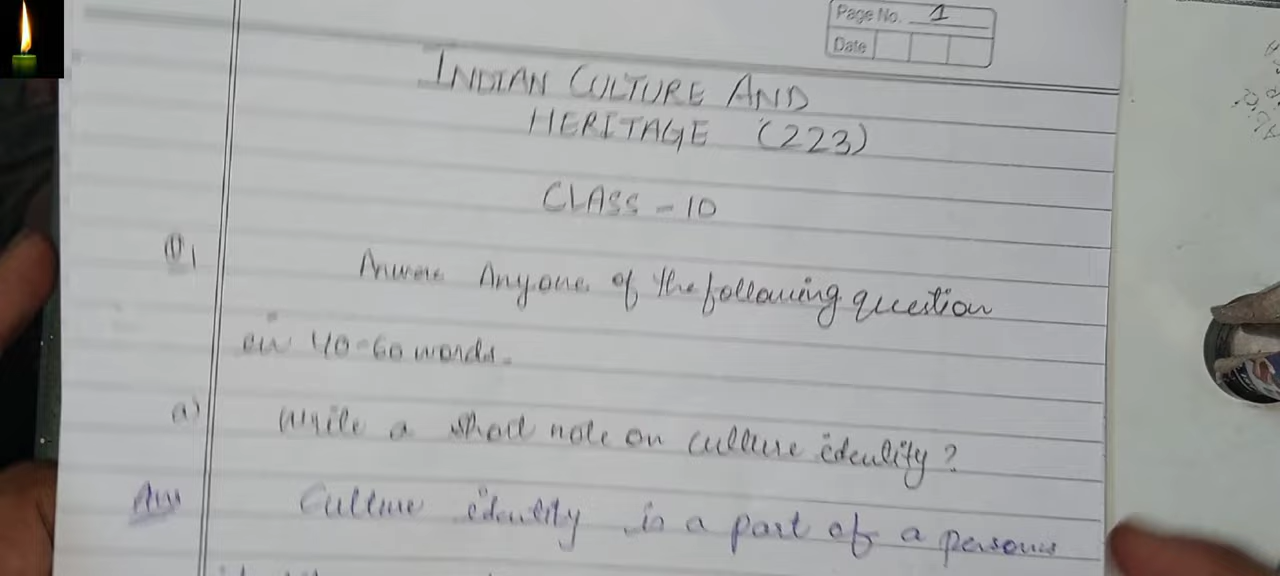 Page No. 1
Date
INDIAN CULTURE AND
HERITAGE (223)
CLASS - 10
Q1
Answere Anyone of the following question
in 40-60 words.
a) Write a short note on culture identity?
Ans Culture identity is a part of a persons